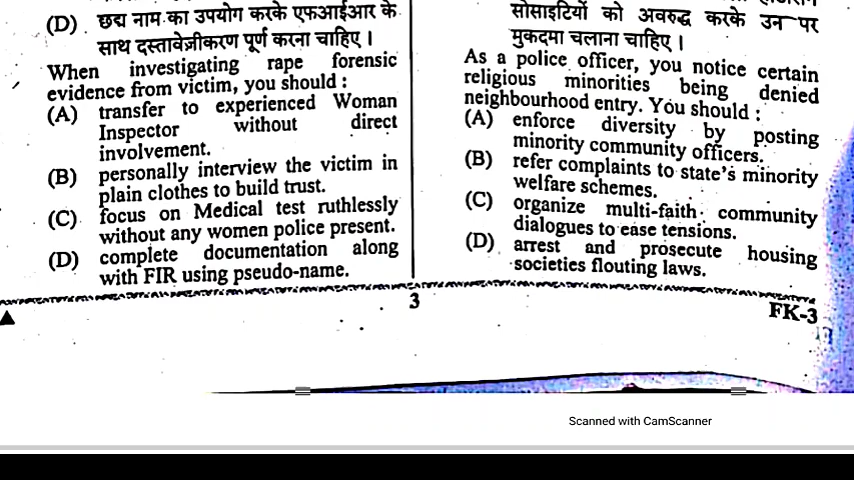 (D) छद्म नाम का उपयोग करके एफआईआर के
साथ दस्तावेज़ीकरण पूर्ण करना चाहिए ।
When investigating rape forensic
evidence from victim, you should :
(A) transfer to experienced Woman
Inspector without direct
involvement.
(B) personally interview the victim in
plain clothes to build trust.
(C) focus on Medical test ruthlessly
without any women police present.
(D) complete documentation along
with FIR using pseudo-name.
सोसाइटियों को अवरुद्ध करके उन पर
मुकदमा चलाना चाहिए ।
As a police officer, you notice certain
religious minorities being denied
neighbourhood entry. You should :
(A) enforce diversity by posting
minority community officers.
(B) refer complaints to state's minority
welfare schemes.
(C) organize multi-faith community
dialogues to ease tensions.
(D) arrest and prosecute housing
societies flouting laws.
3
FK-3
Scanned with CamScanner